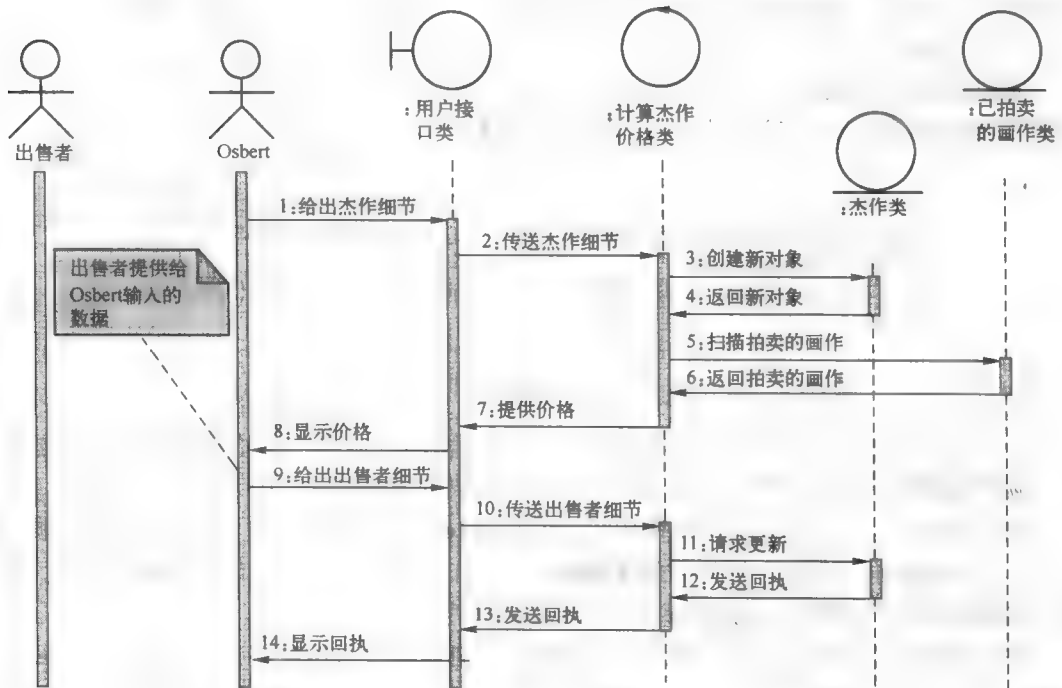 :用户接
口类
:计算杰作
价格类
:已拍卖
的画作类
出售者
Osbert
:杰作类
1:给出杰作细节
2:传送杰作细节
出售者提供给
Osbert输入的
数据
3:创建新对象
4:返回新对象
5:扫描拍卖的画作
6:返回拍卖的画作
7:提供价格
8:显示价格
9:给出出售者细节
10:传送出售者细节
11:请求更新
12:发送回执
13:发送回执
14:显示回执